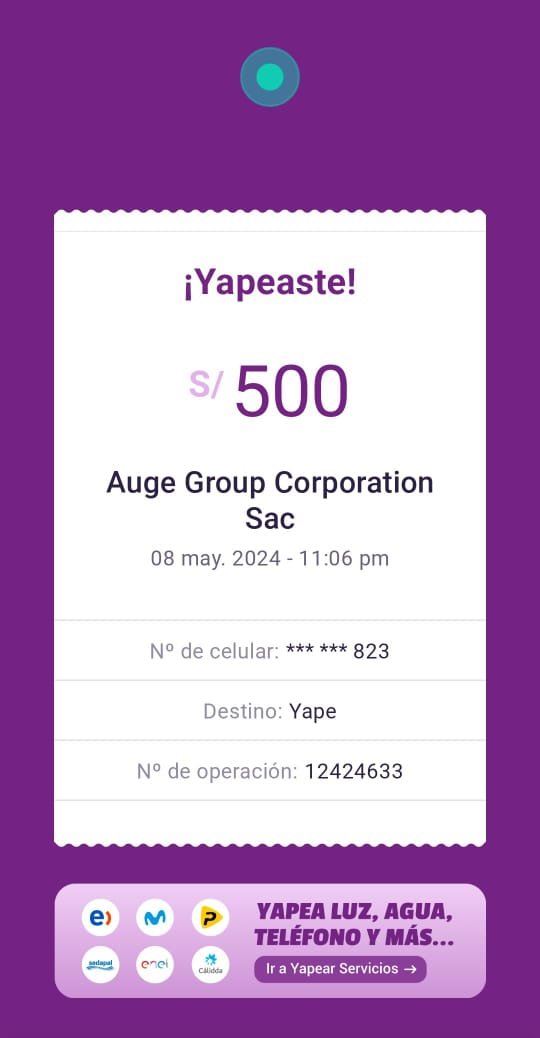 ¡Yapeaste!
S/ 500
Auge Group Corporation
Sac
08 may. 2024 - 11:06 pm
Nº de celular: *** *** 823
Destino: Yape
Nº de operación: 12424633
YAPEA LUZ, AGUA,
TELÉFONO Y MÁS...
Ir a Yapear Servicios →
e)
P
sedapal
enel
Cálidda